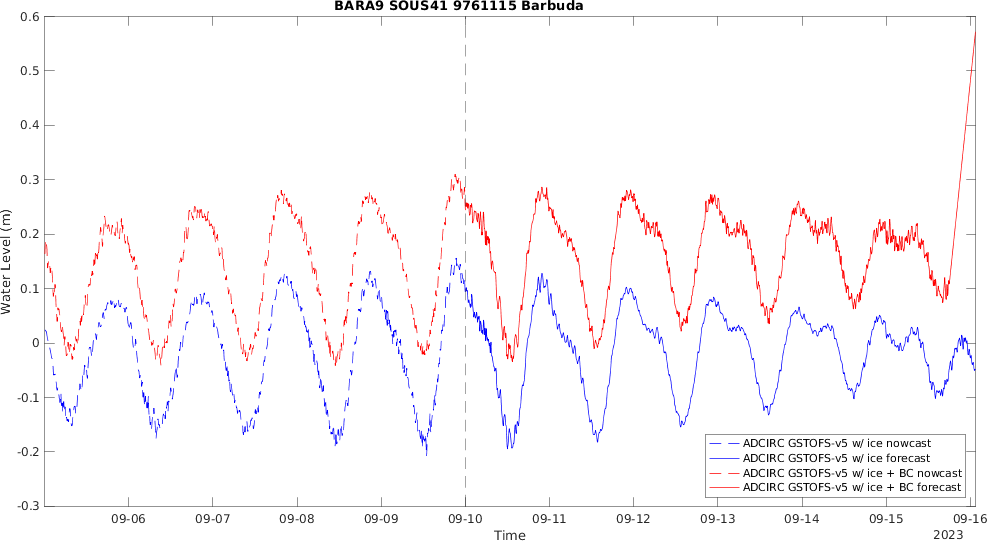 BARA9 SOUS41 9761115 Barbuda
0.6
0.5
0.4
0.3
0.2
0.1
0
-0.1
-0.2
-0.3
Water Level (m)
09-06 09-07 09-08 09-09 09-10 09-11 09-12 09-13 09-14 09-15 09-16
Time
2023
ADCIRC GSTOFS-v5 w/ ice nowcast
ADCIRC GSTOFS-v5 w/ ice forecast
ADCIRC GSTOFS-v5 w/ ice + BC nowcast
ADCIRC GSTOFS-v5 w/ ice + BC forecast